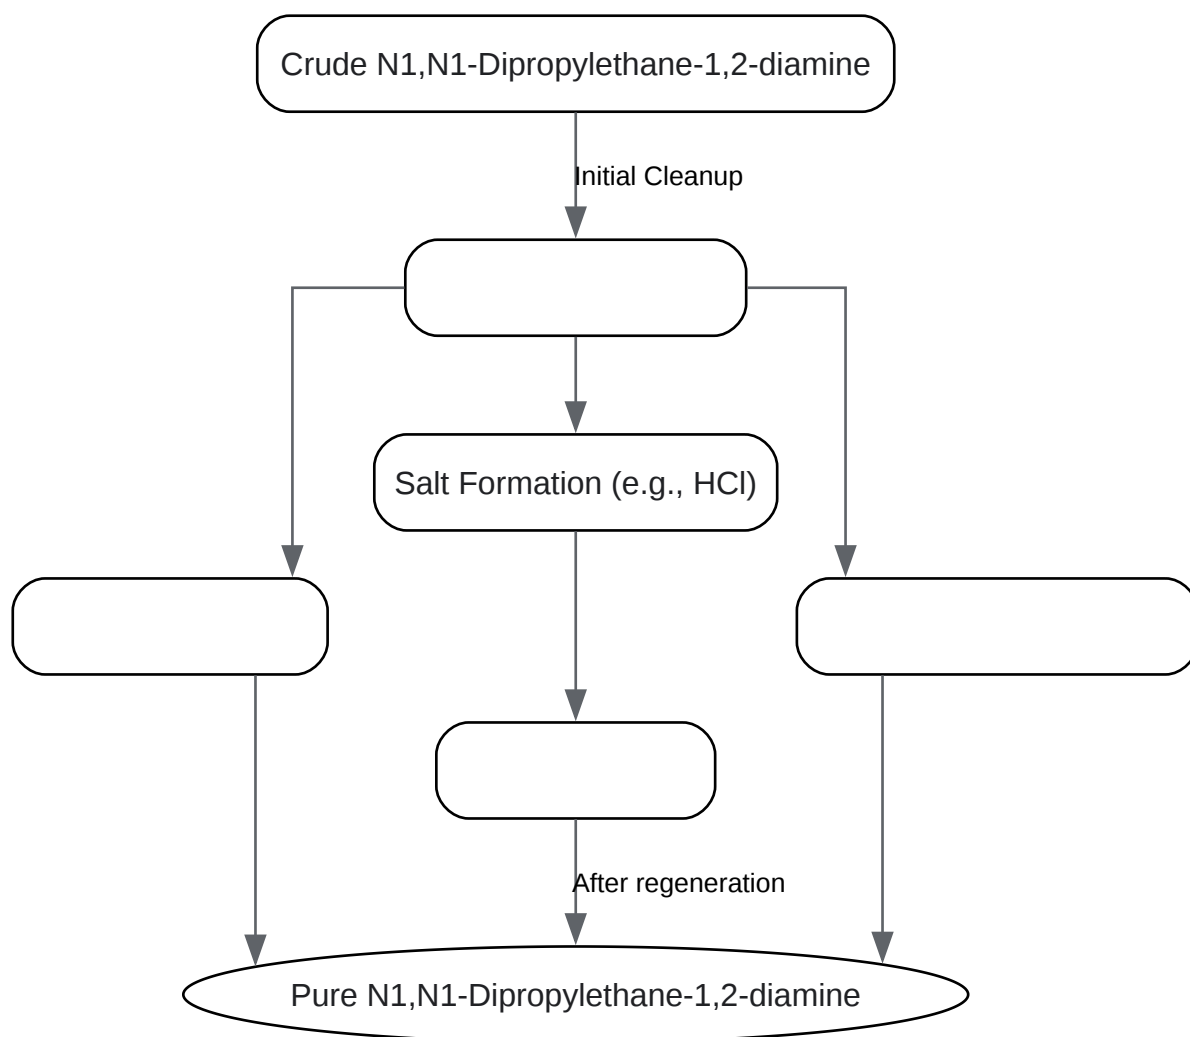 Crude N1,N1-Dipropylethane-1,2-diamine
Initial Cleanup
Salt Formation (e.g., HCl)
After regeneration
Pure N1,N1-Dipropylethane-1,2-diamine